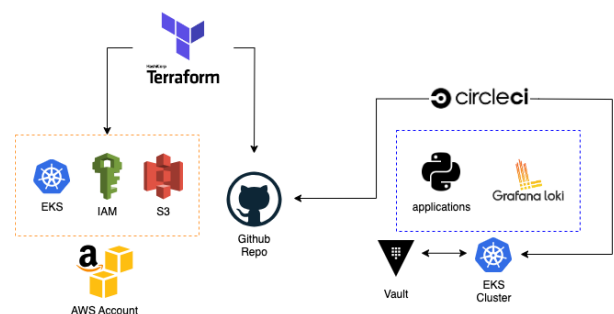 HashiCorp
Terraform
circleci
EKS
IAM
S3
applications
Grafana loki
Github
Repo
a
AWS Account
Vault
EKS
Cluster